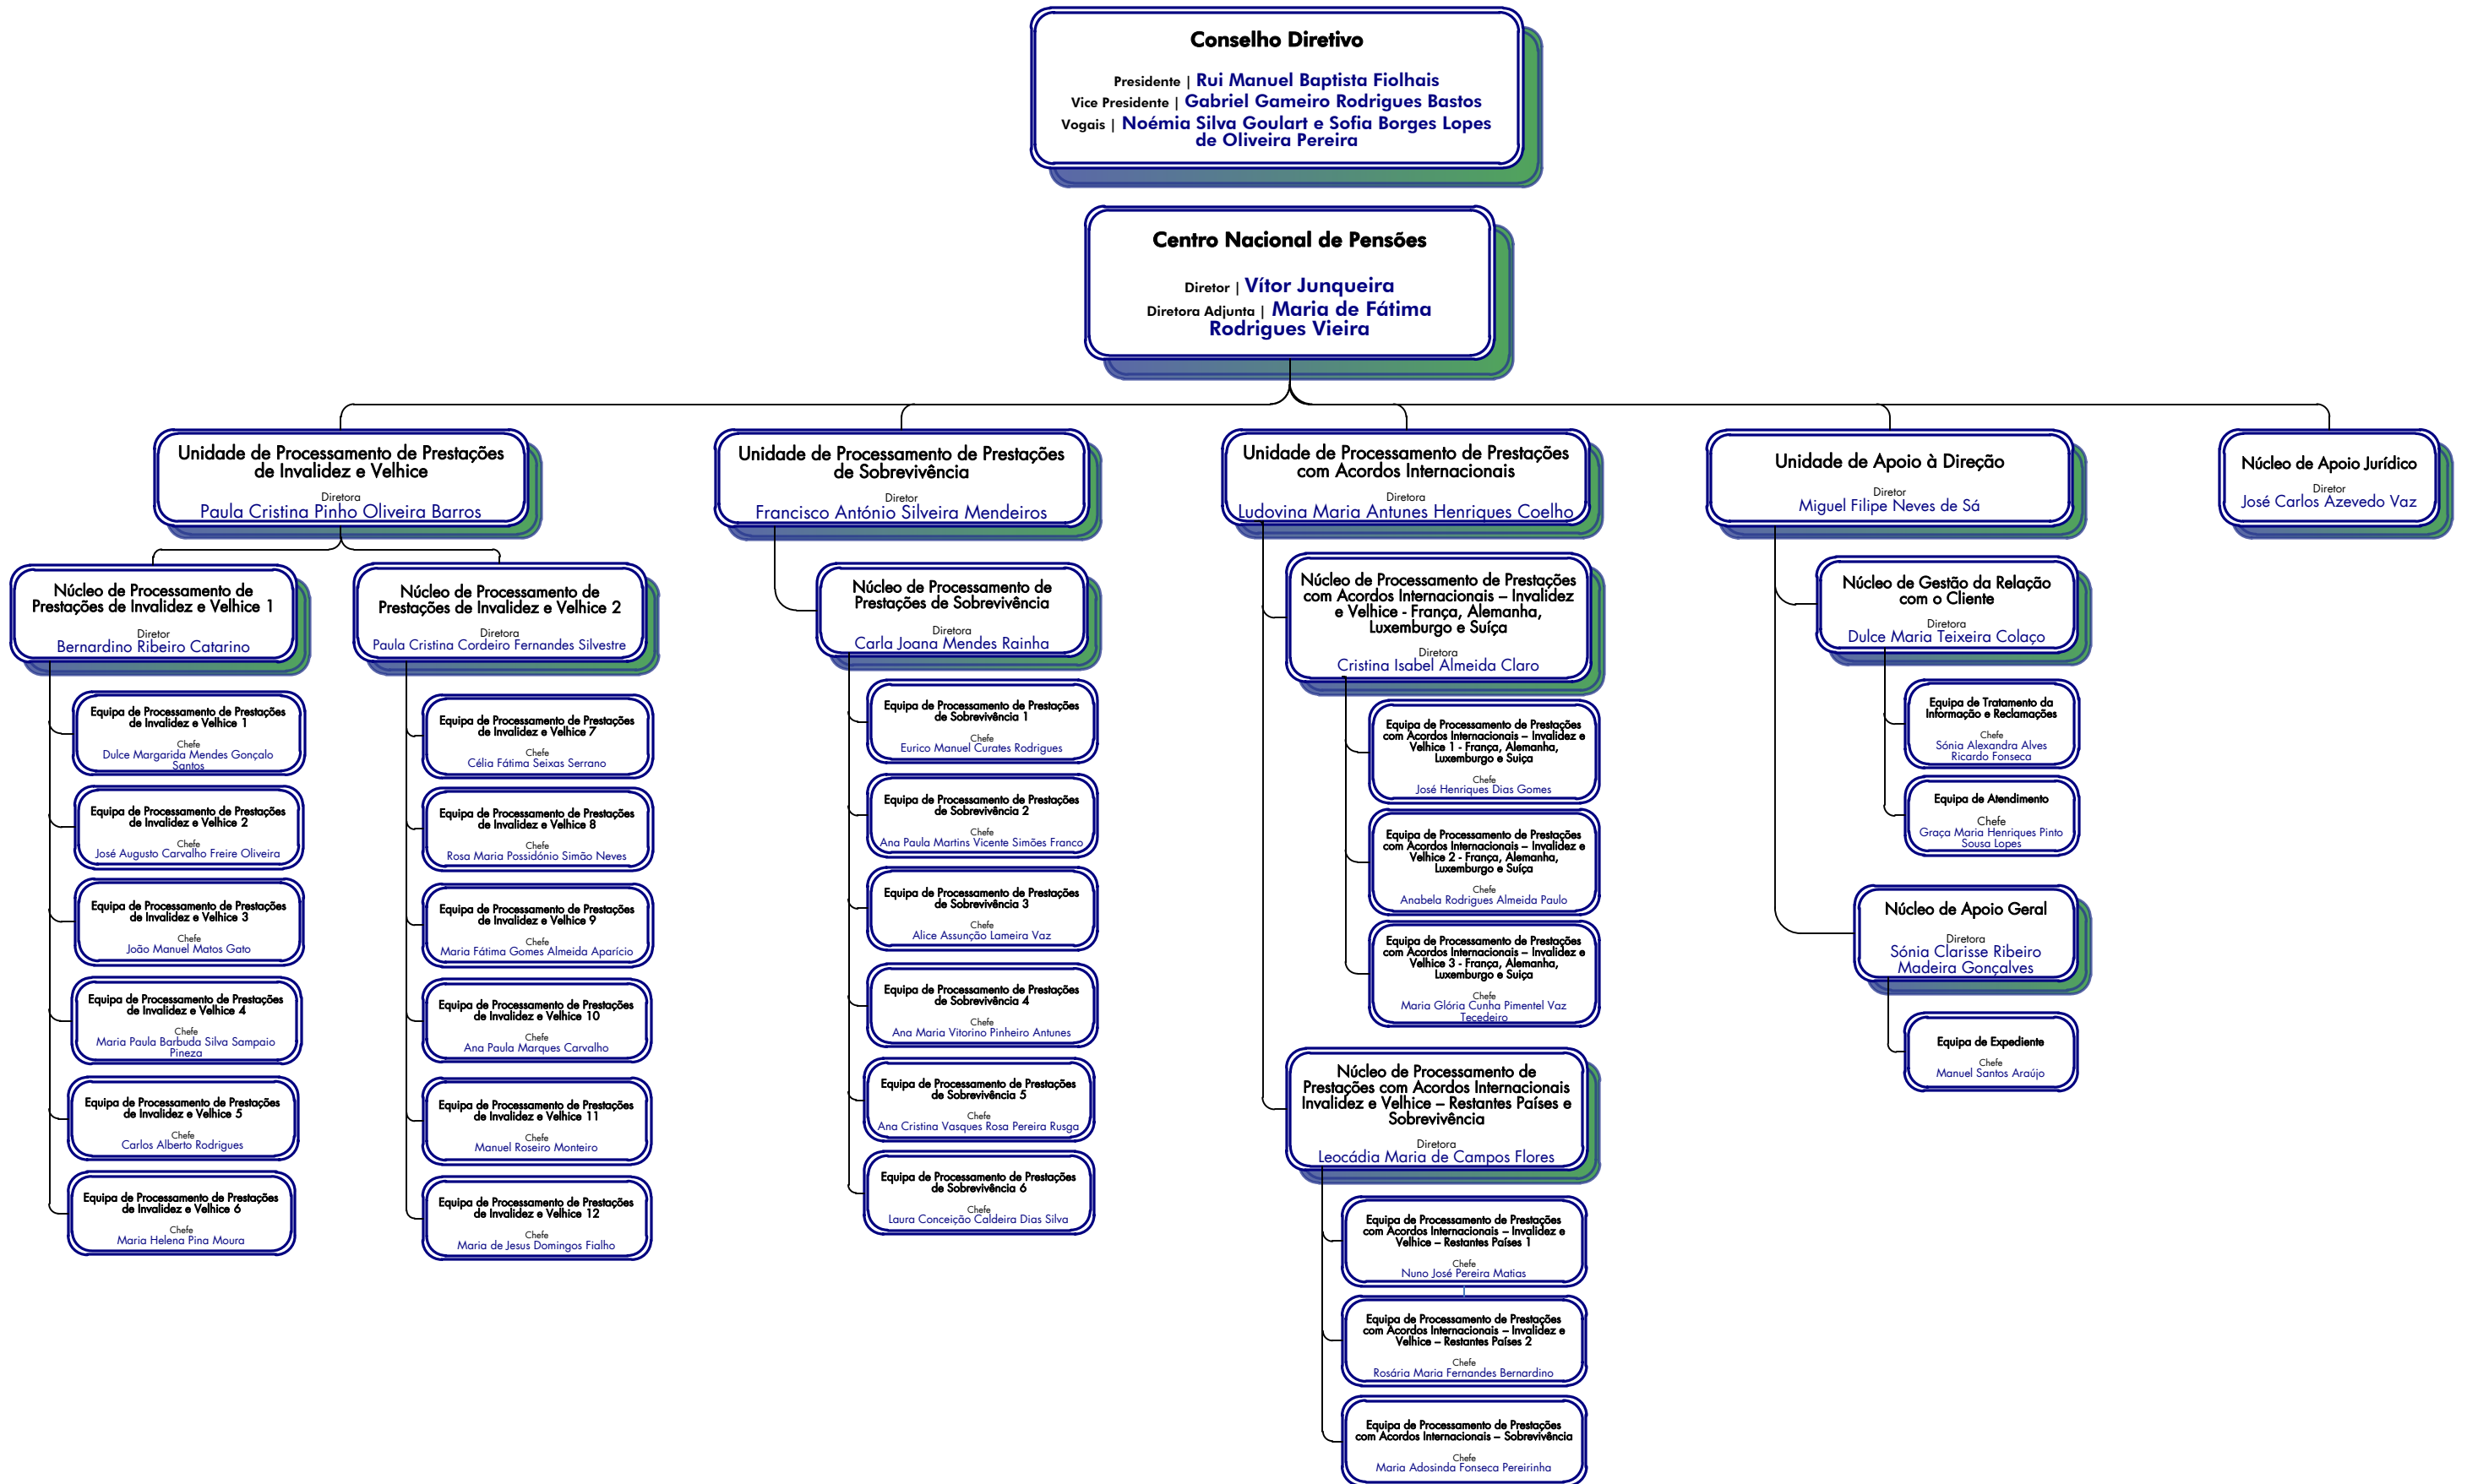 Conselho Diretivo
Presidente | Rui Manuel Baptista Fiolhais
Vice Presidente | Gabriel Gameiro Rodrigues Bastos
Vogais | Noémia Silva Goulart e Sofia Borges Lopes
de Oliveira Pereira
Centro Nacional de Pensões
Diretor | Vítor Junqueira
Diretora Adjunta | Maria de Fátima
Rodrigues Vieira
Unidade de Processamento de Prestações
de Invalidez e Velhice
Diretora
Paula Cristina Pinho Oliveira Barros
Núcleo de Processamento de
Prestações de Invalidez e Velhice 1
Diretor
Bernardino Ribeiro Catarino
Equipa de Processamento de Prestações
de Invalidez e Velhice 1
Chefe
Dulce Margarida Mendes Gonçalo
Santos
Equipa de Processamento de Prestações
de Invalidez e Velhice 2
Chefe
José Augusto Carvalho Freire Oliveira
Equipa de Processamento de Prestações
de Invalidez e Velhice 3
Chefe
João Manuel Matos Gato
Equipa de Processamento de Prestações
de Invalidez e Velhice 4
Chefe
Maria Paula Barbuda Silva Sampaio
Pineza
Equipa de Processamento de Prestações
de Invalidez e Velhice 5
Chefe
Carlos Alberto Rodrigues
Equipa de Processamento de Prestações
de Invalidez e Velhice 6
Chefe
Maria Helena Pina Moura
Núcleo de Processamento de
Prestações de Invalidez e Velhice 2
Diretora
Paula Cristina Cordeiro Fernandes Silvestre
Equipa de Processamento de Prestações
de Invalidez e Velhice 7
Chefe
Célia Fátima Seixas Serrano
Equipa de Processamento de Prestações
de Invalidez e Velhice 8
Chefe
Rosa Maria Possidónio Simão Neves
Equipa de Processamento de Prestações
de Invalidez e Velhice 9
Chefe
Maria Fátima Gomes Almeida Aparício
Equipa de Processamento de Prestações
de Invalidez e Velhice 10
Chefe
Ana Paula Marques Carvalho
Equipa de Processamento de Prestações
de Invalidez e Velhice 11
Chefe
Manuel Roseiro Monteiro
Equipa de Processamento de Prestações
de Invalidez e Velhice 12
Chefe
Maria de Jesus Domingos Fialho
Unidade de Processamento de Prestações
de Sobrevivência
Diretor
Francisco António Silveira Mendeiros
Núcleo de Processamento de
Prestações de Sobrevivência
Diretora
Carla Joana Mendes Rainha
Equipa de Processamento de Prestações
de Sobrevivência 1
Chefe
Eurico Manuel Curates Rodrigues
Equipa de Processamento de Prestações
de Sobrevivência 2
Chefe
Ana Paula Martins Vicente Simões Franco
Equipa de Processamento de Prestações
de Sobrevivência 3
Chefe
Alice Assunção Lameira Vaz
Equipa de Processamento de Prestações
de Sobrevivência 4
Chefe
Ana Maria Vitorino Pinheiro Antunes
Equipa de Processamento de Prestações
de Sobrevivência 5
Chefe
Ana Cristina Vasques Rosa Pereira Rusga
Equipa de Processamento de Prestações
de Sobrevivência 6
Chefe
Laura Conceição Caldeira Dias Silva
Unidade de Processamento de Prestações
com Acordos Internacionais
Diretora
Ludovina Maria Antunes Henriques Coelho
Núcleo de Processamento de Prestações
com Acordos Internacionais – Invalidez
e Velhice - França, Alemanha,
Luxemburgo e Suíça
Diretora
Cristina Isabel Almeida Claro
Equipa de Processamento de Prestações
com Acordos Internacionais – Invalidez e
Velhice 1 - França, Alemanha,
Luxemburgo e Suiça
Chefe
José Henriques Dias Gomes
Equipa de Processamento de Prestações
com Acordos Internacionais – Invalidez e
Velhice 2 - França, Alemanha,
Luxemburgo e Suíça
Chefe
Anabela Rodrigues Almeida Paulo
Equipa de Processamento de Prestações
com Acordos Internacionais – Invalidez e
Velhice 3 - França, Alemanha,
Luxemburgo e Suiça
Chefe
Maria Glória Cunha Pimentel Vaz
Tecedeiro
Núcleo de Processamento de
Prestações com Acordos Internacionais
Invalidez e Velhice – Restantes Países e
Sobrevivência
Diretora
Leocádia Maria de Campos Flores
Equipa de Processamento de Prestações
com Acordos Internacionais – Invalidez e
Velhice – Restantes Países 1
Chefe
Nuno José Pereira Matias
Equipa de Processamento de Prestações
com Acordos Internacionais – Invalidez e
Velhice – Restantes Países 2
Chefe
Rosária Maria Fernandes Bernardino
Equipa de Processamento de Prestações
com Acordos Internacionais – Sobrevivência
Chefe
Maria Adosinda Fonseca Pereirinha
Unidade de Apoio à Direção
Diretor
Miguel Filipe Neves de Sá
Núcleo de Gestão da Relação
com o Cliente
Diretora
Dulce Maria Teixeira Colaço
Equipa de Tratamento da
Informação e Reclamações
Chefe
Sónia Alexandra Alves
Ricardo Fonseca
Equipa de Atendimento
Chefe
Graça Maria Henriques Pinto
Sousa Lopes
Núcleo de Apoio Geral
Diretora
Sónia Clarisse Ribeiro
Madeira Gonçalves
Equipa de Expediente
Chefe
Manuel Santos Araújo
Núcleo de Apoio Jurídico
Diretor
José Carlos Azevedo Vaz